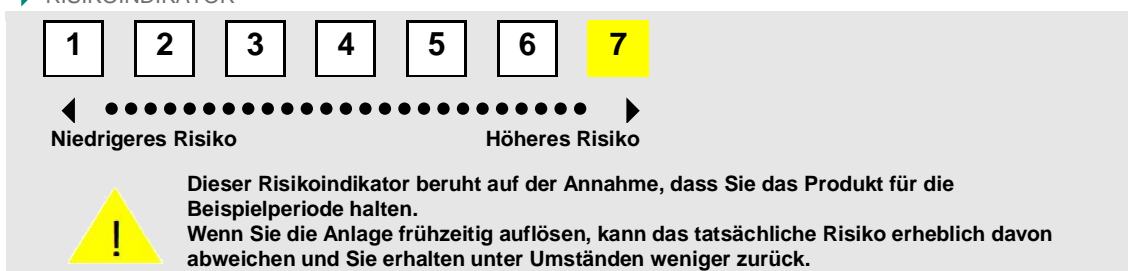 RISIKOINDIKATOR
1 2 3 4 5 6 7
Niedrigeres Risiko Höheres Risiko
Dieser Risikoindikator beruht auf der Annahme, dass Sie das Produkt für die
Beispielperiode halten.
Wenn Sie die Anlage frühzeitig auflösen, kann das tatsächliche Risiko erheblich davon
abweichen und Sie erhalten unter Umständen weniger zurück.